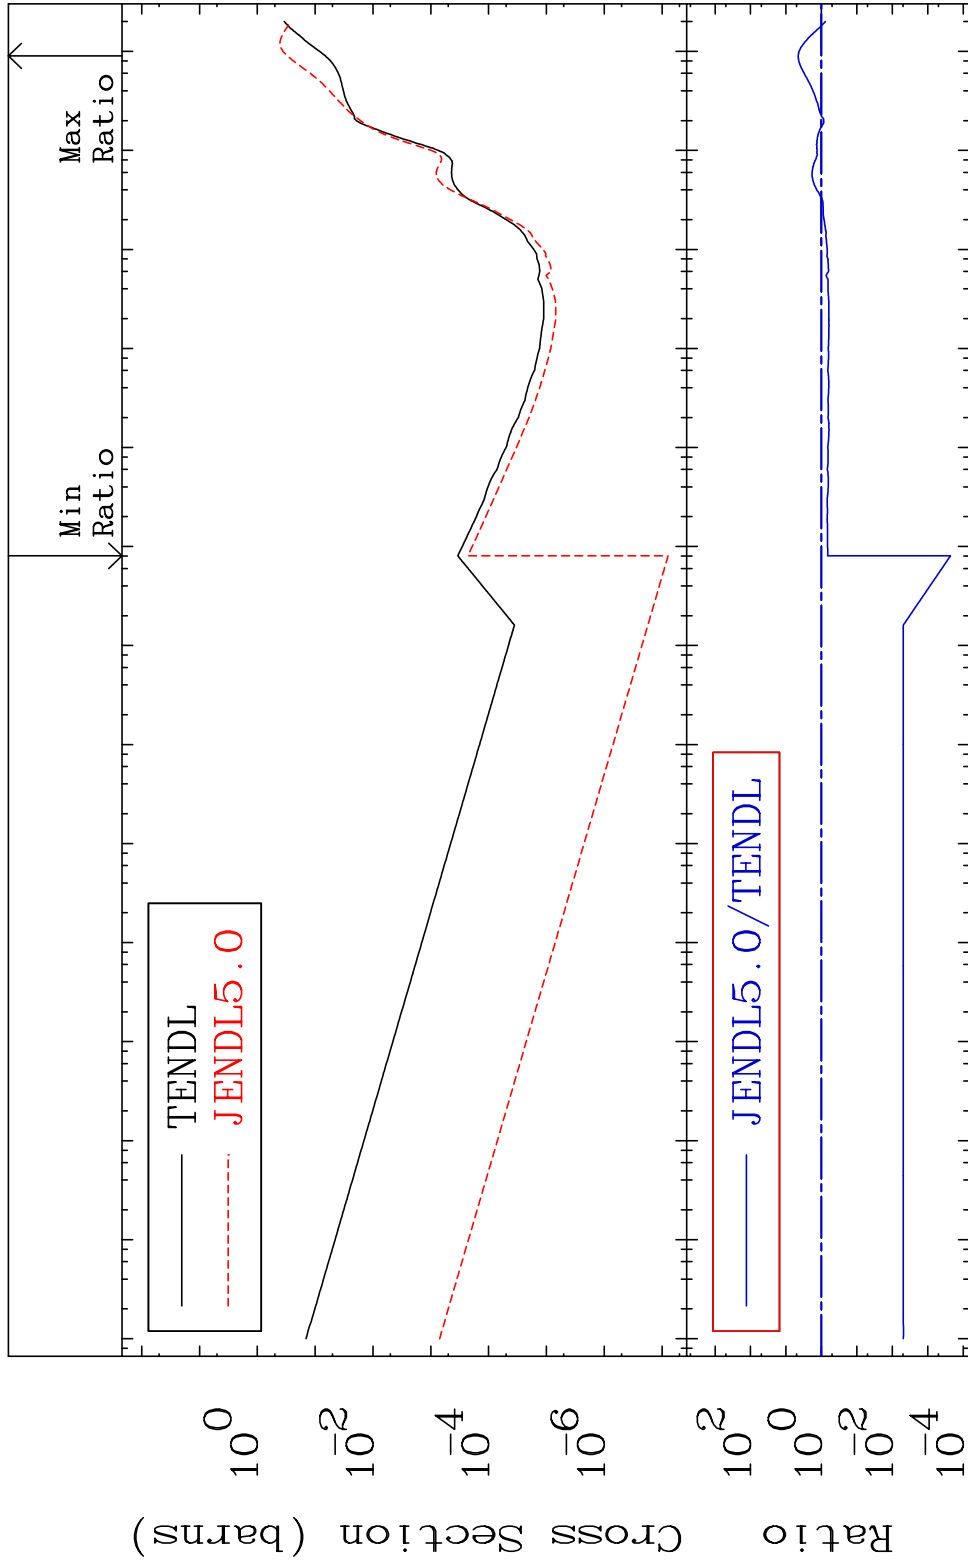 Min
Ratio
Max
Ratio
TENDL
JENDL5.0
Cross Section (barns)
10^0
10^-2
10^-4
10^-6
JENDL5.0/TENDL
Ratio
10^2
10^0
10^-2
10^-4